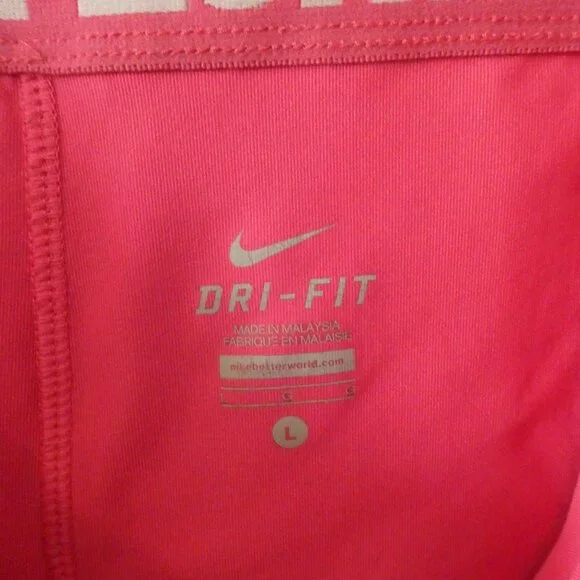 DRI-FIT
MADE IN MALAYSIA
FABRIQUE EN MALAISIE
nikebetterworld.com
L S S
L